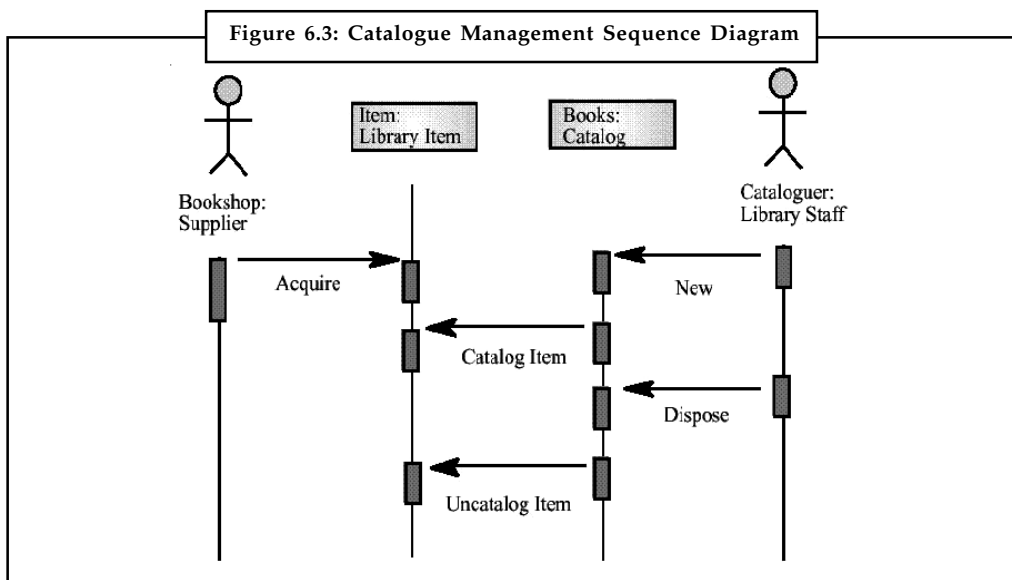 Figure 6.3: Catalogue Management Sequence Diagram
Item:
Library Item
Books:
Catalog
Bookshop:
Supplier
Cataloguer:
Library Staff
Acquire
New
Catalog Item
Dispose
Uncatalog Item